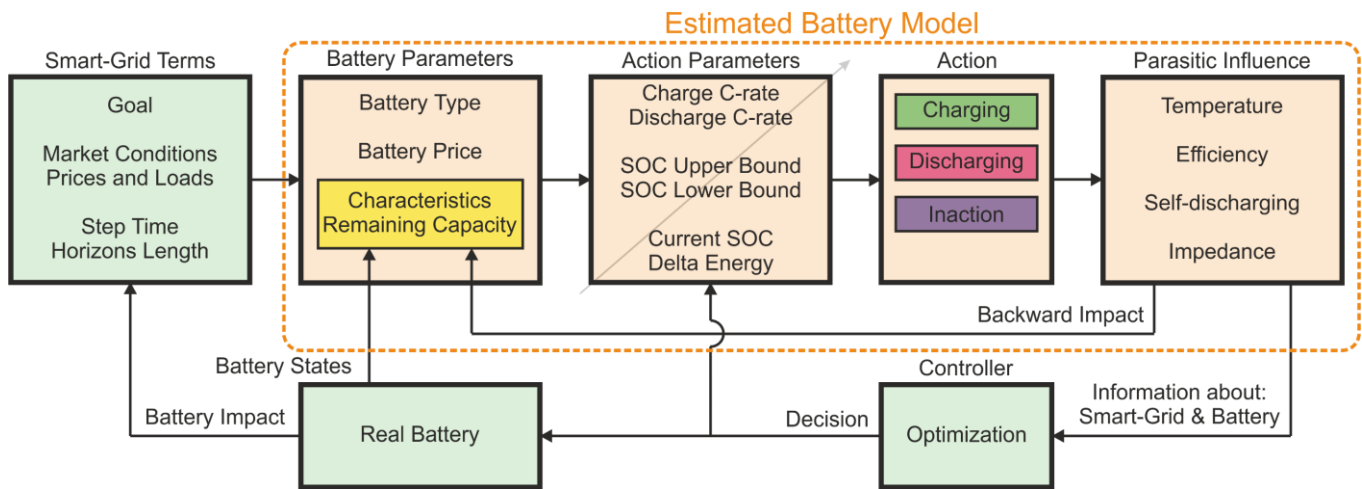 Estimated Battery Model
Smart-Grid Terms
Goal
Market Conditions
Prices and Loads
Step Time
Horizons Length
Battery Parameters
Battery Type
Battery Price
Characteristics
Remaining Capacity
Action Parameters
Charge C-rate
Discharge C-rate
SOC Upper Bound
SOC Lower Bound
Current SOC
Delta Energy
Action
Charging
Discharging
Inaction
Parasitic Influence
Temperature
Efficiency
Self-discharging
Impedance
Backward Impact
Battery States
Battery Impact
Real Battery
Decision
Controller
Optimization
Information about:
Smart-Grid & Battery